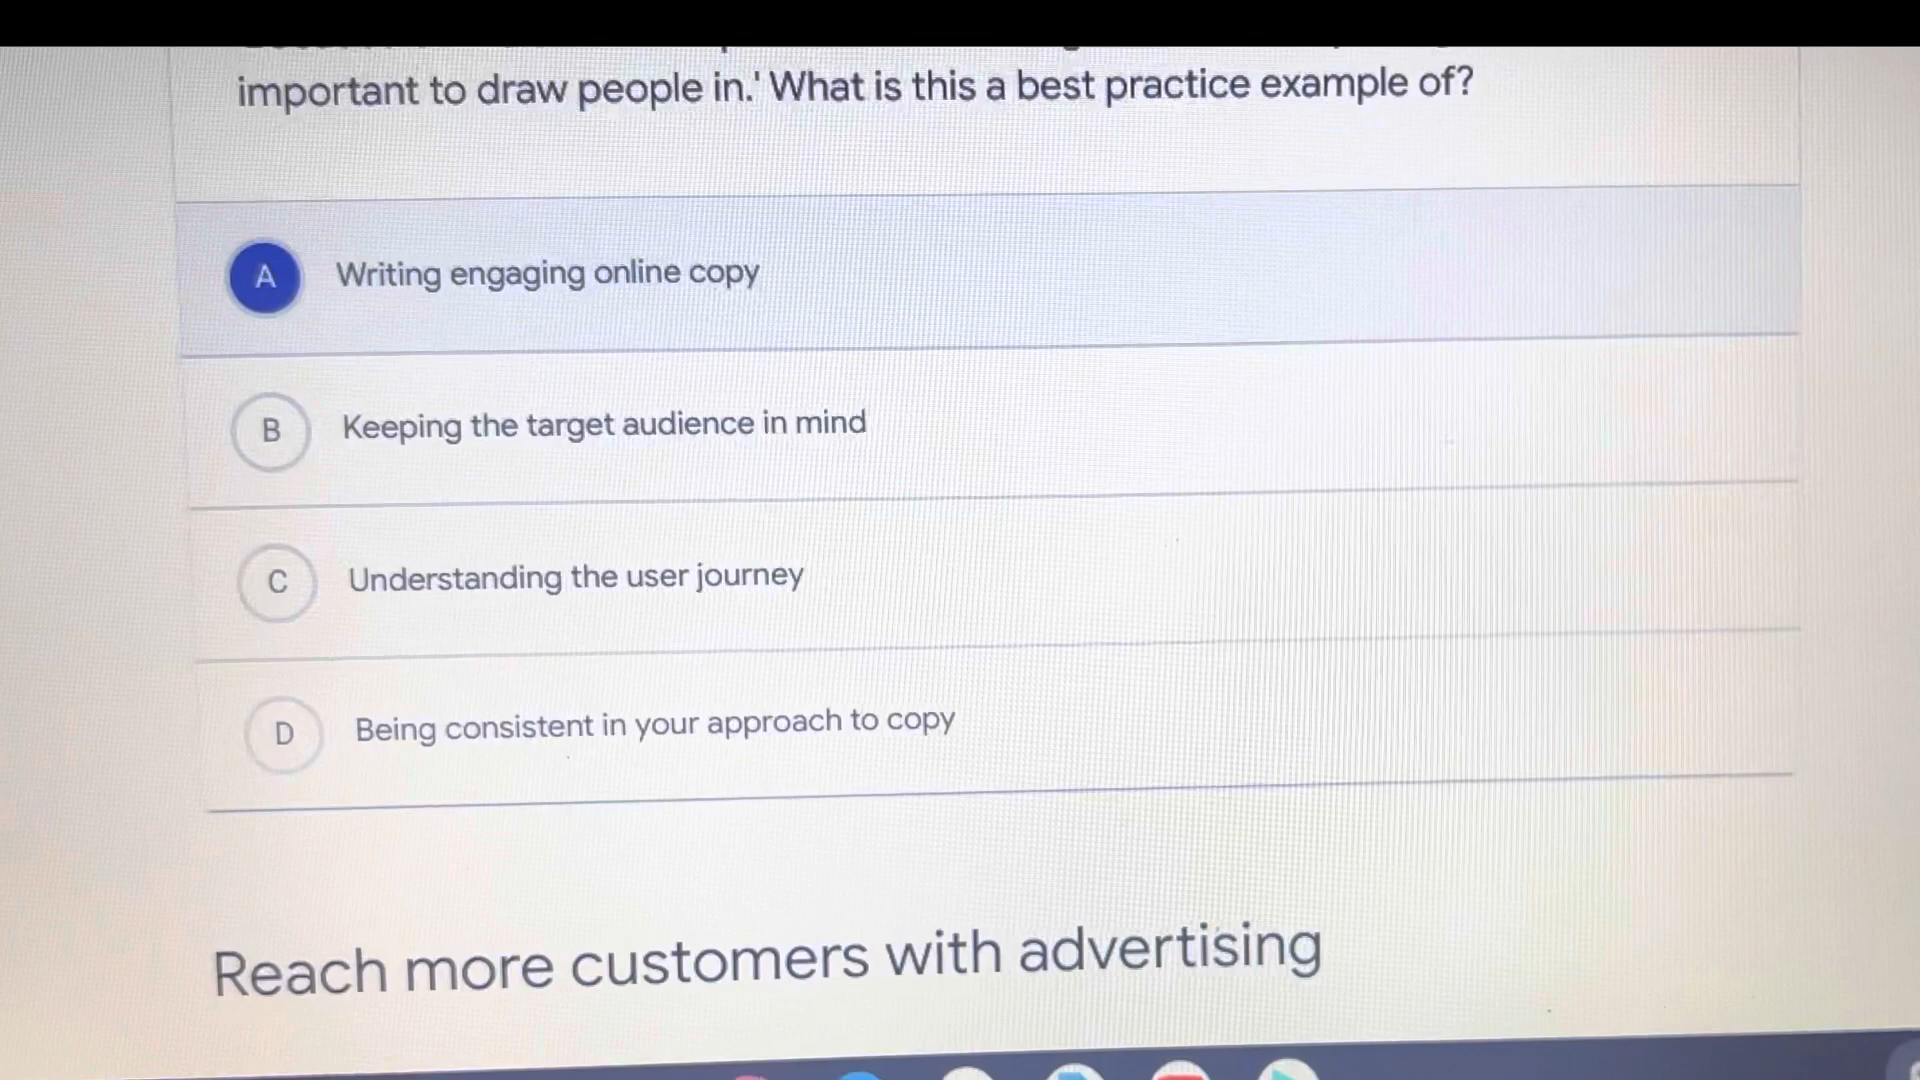 important to draw people in.' What is this a best practice example of?
A Writing engaging online copy
B Keeping the target audience in mind
C Understanding the user journey
D Being consistent in your approach to copy
Reach more customers with advertising